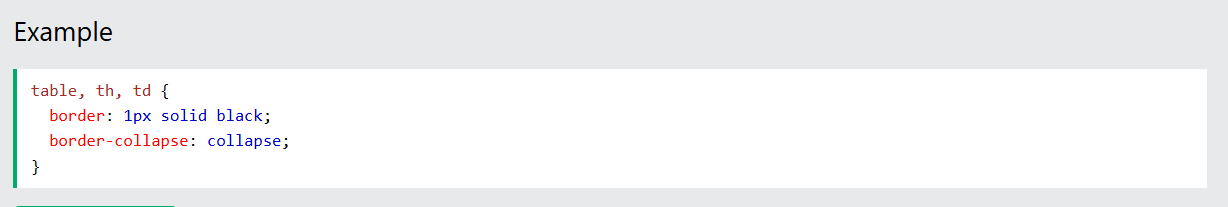 Example
table, th, td {
  border: 1px solid black;
  border-collapse: collapse;
}